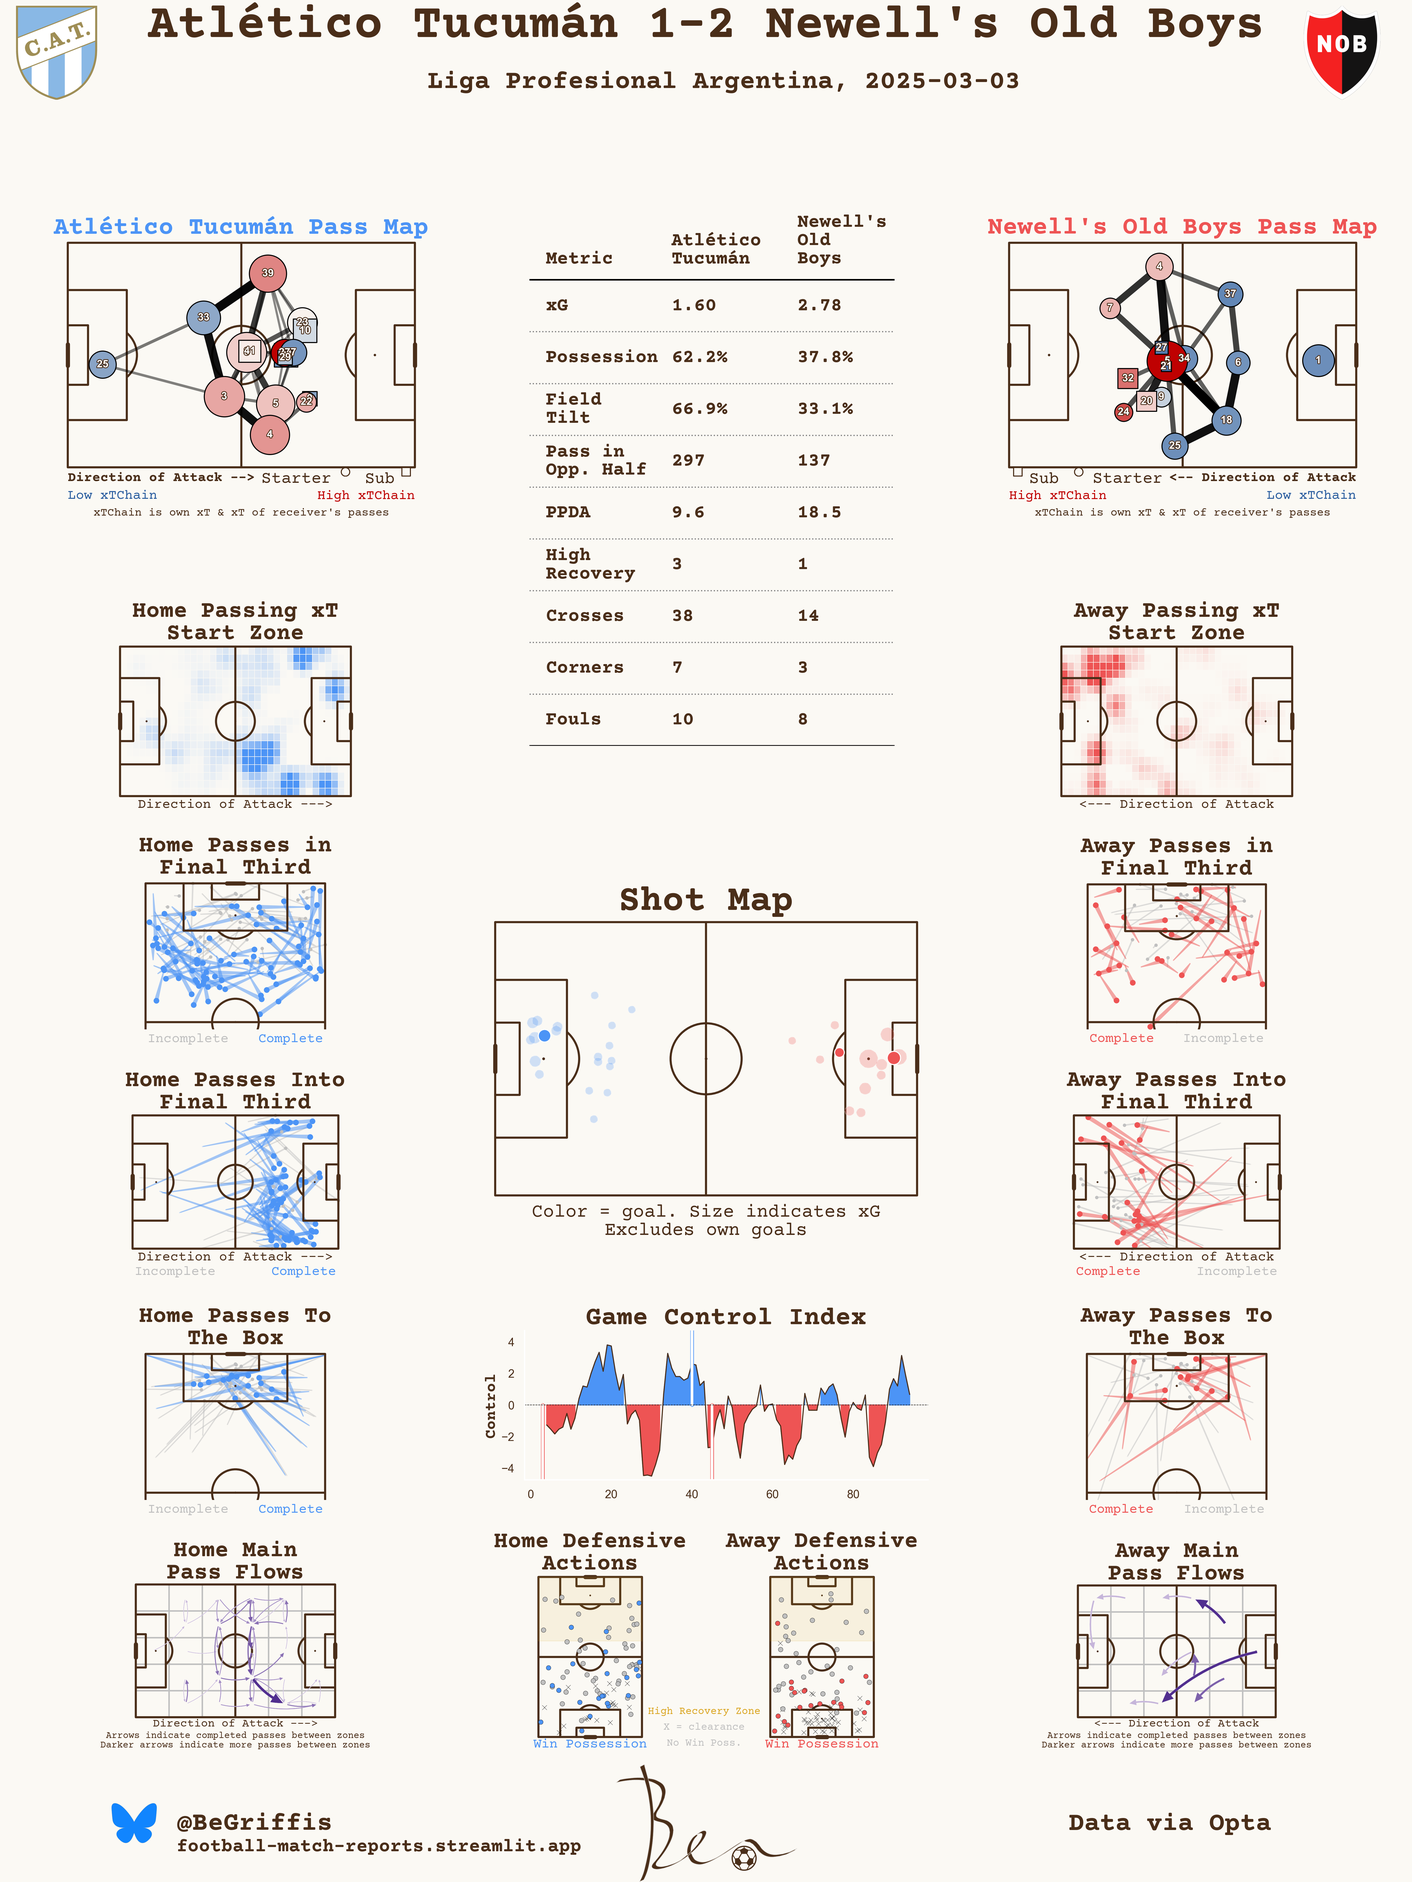 Atlético Tucumán 1-2 Newell's Old Boys
Liga Profesional Argentina, 2025-03-03
C.A.T.
NOB
Atlético Tucumán Pass Map
39
33
23
10
41
25
3
5
22
4
Direction of Attack --> Starter Sub
Low xTChain High xTChain
xTChain is own xT & xT of receiver's passes
Metric Atlético Tucumán Newell's Old Boys
xG 1.60 2.78
Possession 62.2% 37.8%
Field Tilt 66.9% 33.1%
Pass in Opp. Half 297 137
PPDA 9.6 18.5
High Recovery 3 1
Crosses 38 14
Corners 7 3
Fouls 10 8
Newell's Old Boys Pass Map
4
37
7
27
34
5
21
6
1
32
20
9
24
18
25
Sub Starter <-- Direction of Attack
High xTChain Low xTChain
xTChain is own xT & xT of receiver's passes
Home Passing xT
Start Zone
Direction of Attack --->
Away Passing xT
Start Zone
<--- Direction of Attack
Home Passes in
Final Third
Incomplete Complete
Away Passes in
Final Third
Complete Incomplete
Shot Map
Color = goal. Size indicates xG
Excludes own goals
Home Passes Into
Final Third
Direction of Attack --->
Incomplete Complete
Away Passes Into
Final Third
<--- Direction of Attack
Complete Incomplete
Home Passes To
The Box
Incomplete Complete
Game Control Index
Control
4
2
0
−2
−4
0 20 40 60 80
Away Passes To
The Box
Complete Incomplete
Home Main
Pass Flows
Direction of Attack --->
Arrows indicate completed passes between zones
Darker arrows indicate more passes between zones
Home Defensive
Actions
Win Possession
Away Defensive
Actions
Win Possession
High Recovery Zone
X = clearance
No Win Poss.
Away Main
Pass Flows
<--- Direction of Attack
Arrows indicate completed passes between zones
Darker arrows indicate more passes between zones
@BeGriffis
football-match-reports.streamlit.app
Ben
Data via Opta